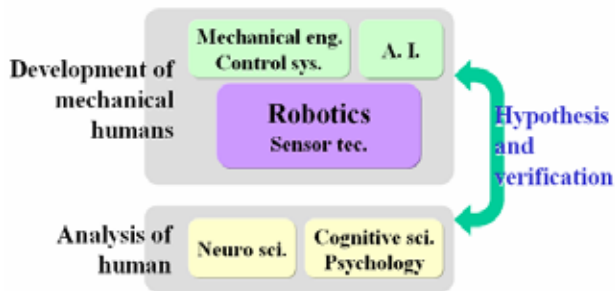 Development of
mechanical
humans
Mechanical eng.
Control sys.
A. I.
Robotics
Sensor tec.
Hypothesis
and
verification
Analysis of
human
Neuro sci.
Cognitive sci.
Psychology